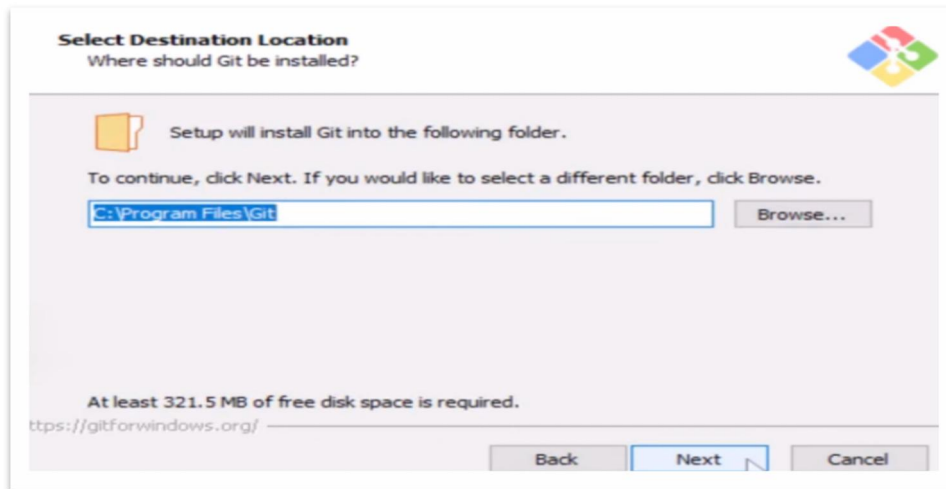 Select Destination Location
Where should Git be installed?
Setup will install Git into the following folder.
To continue, click Next. If you would like to select a different folder, click Browse.
C:\Program Files\Git
Browse...
At least 321.5 MB of free disk space is required.
ttps://gitforwindows.org/
Back Next Cancel